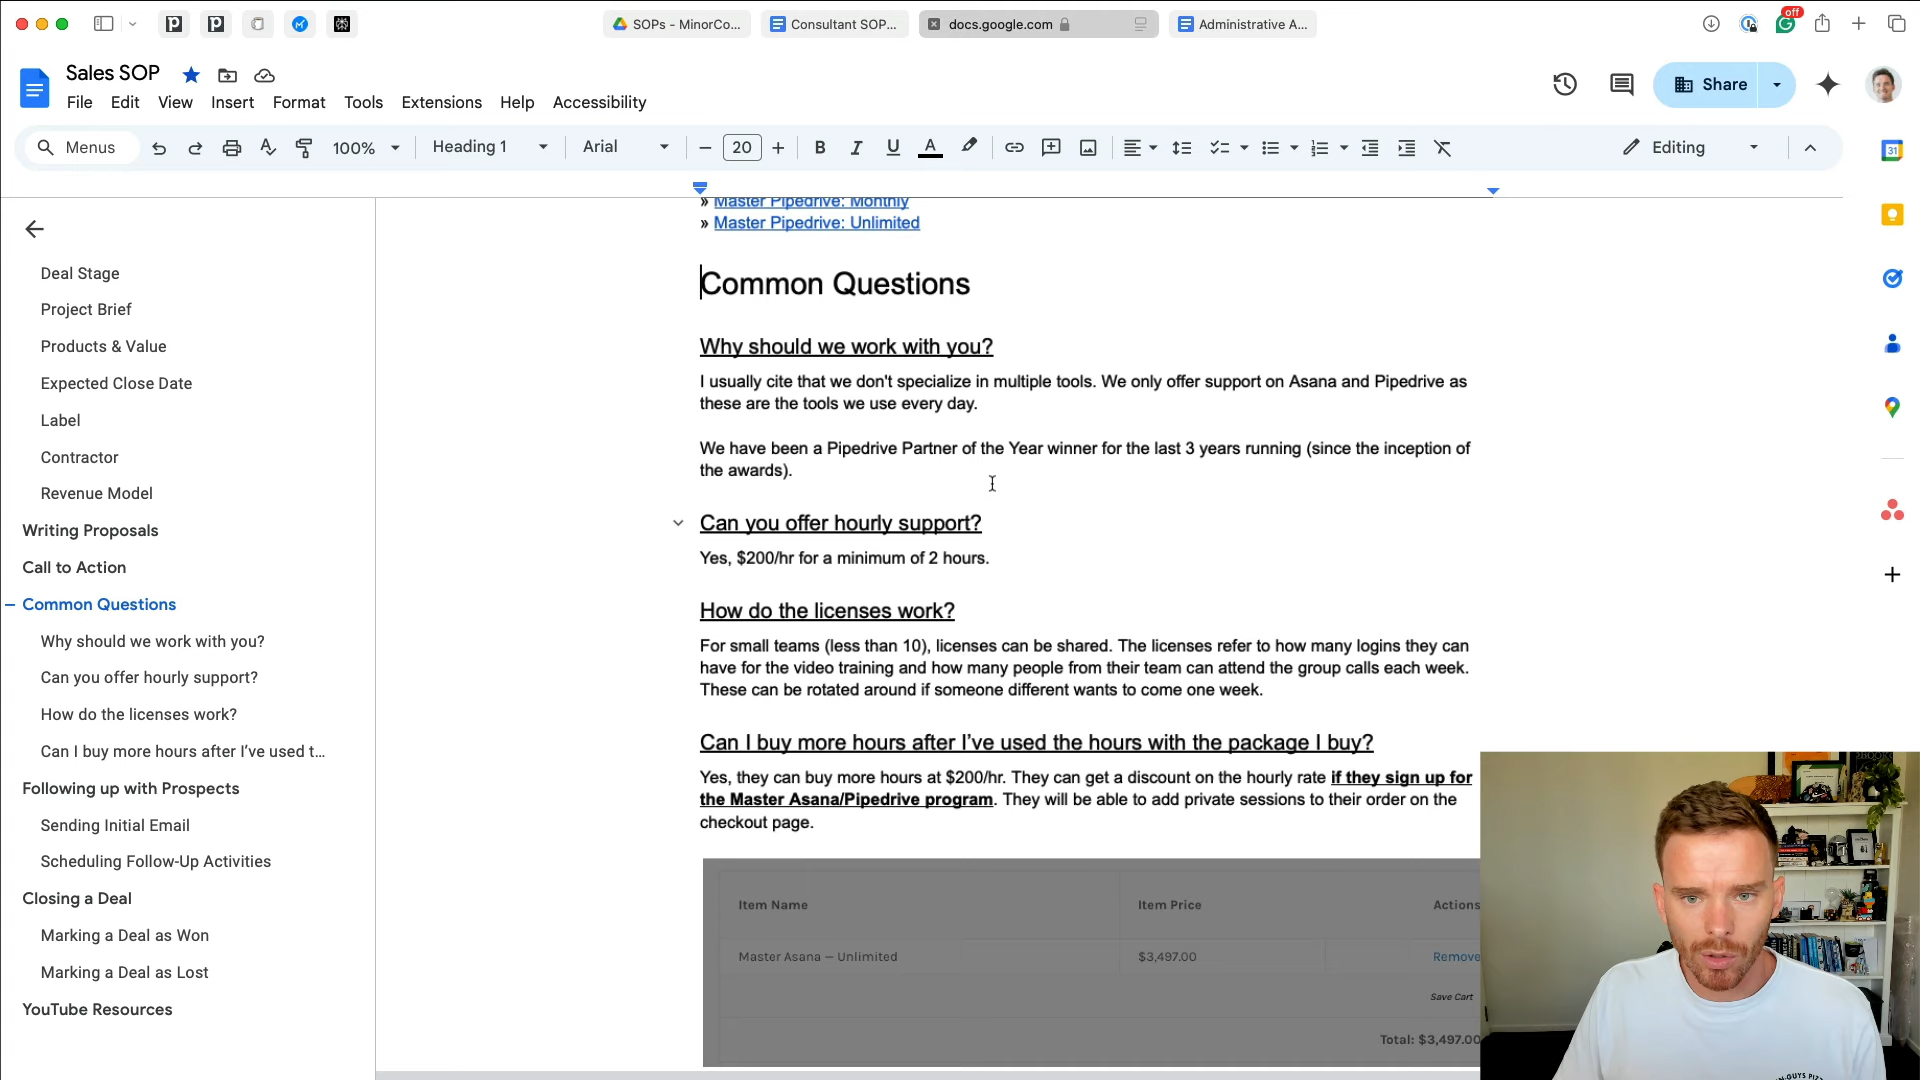 SOPs - MinorCo...
Consultant SOP...
docs.google.com
Administrative A...
off
Sales SOP
File Edit View Insert Format Tools Extensions Help Accessibility
Share
Menus
100%
Heading 1
Arial
20
B I U A
Editing
31
Deal Stage
Project Brief
Products & Value
Expected Close Date
Label
Contractor
Revenue Model
Writing Proposals
Call to Action
Common Questions
Why should we work with you?
Can you offer hourly support?
How do the licenses work?
Can I buy more hours after I've used t...
Following up with Prospects
Sending Initial Email
Scheduling Follow-Up Activities
Closing a Deal
Marking a Deal as Won
Marking a Deal as Lost
YouTube Resources
» Master Pipedrive: Monthly
» Master Pipedrive: Unlimited
Common Questions
Why should we work with you?
I usually cite that we don't specialize in multiple tools. We only offer support on Asana and Pipedrive as
these are the tools we use every day.
We have been a Pipedrive Partner of the Year winner for the last 3 years running (since the inception of
the awards).
Can you offer hourly support?
Yes, $200/hr for a minimum of 2 hours.
How do the licenses work?
For small teams (less than 10), licenses can be shared. The licenses refer to how many logins they can
have for the video training and how many people from their team can attend the group calls each week.
These can be rotated around if someone different wants to come one week.
Can I buy more hours after I've used the hours with the package I buy?
Yes, they can buy more hours at $200/hr. They can get a discount on the hourly rate if they sign up for
the Master Asana/Pipedrive program. They will be able to add private sessions to their order on the
checkout page.
Item Name Item Price Actions
Master Asana – Unlimited $3,497.00 Remove
Save Cart
Total: $3,497.00